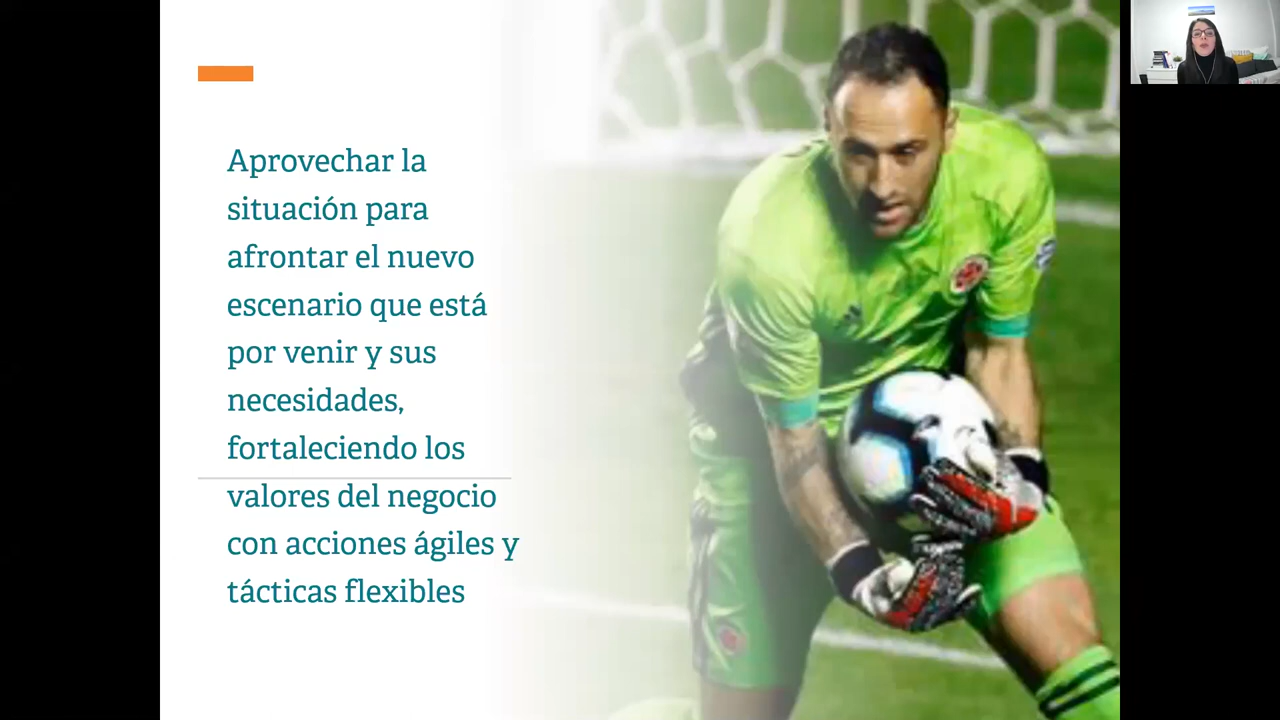 Aprovechar la
situación para
afrontar el nuevo
escenario que está
por venir y sus
necesidades,
fortaleciendo los
valores del negocio
con acciones ágiles y
tácticas flexibles